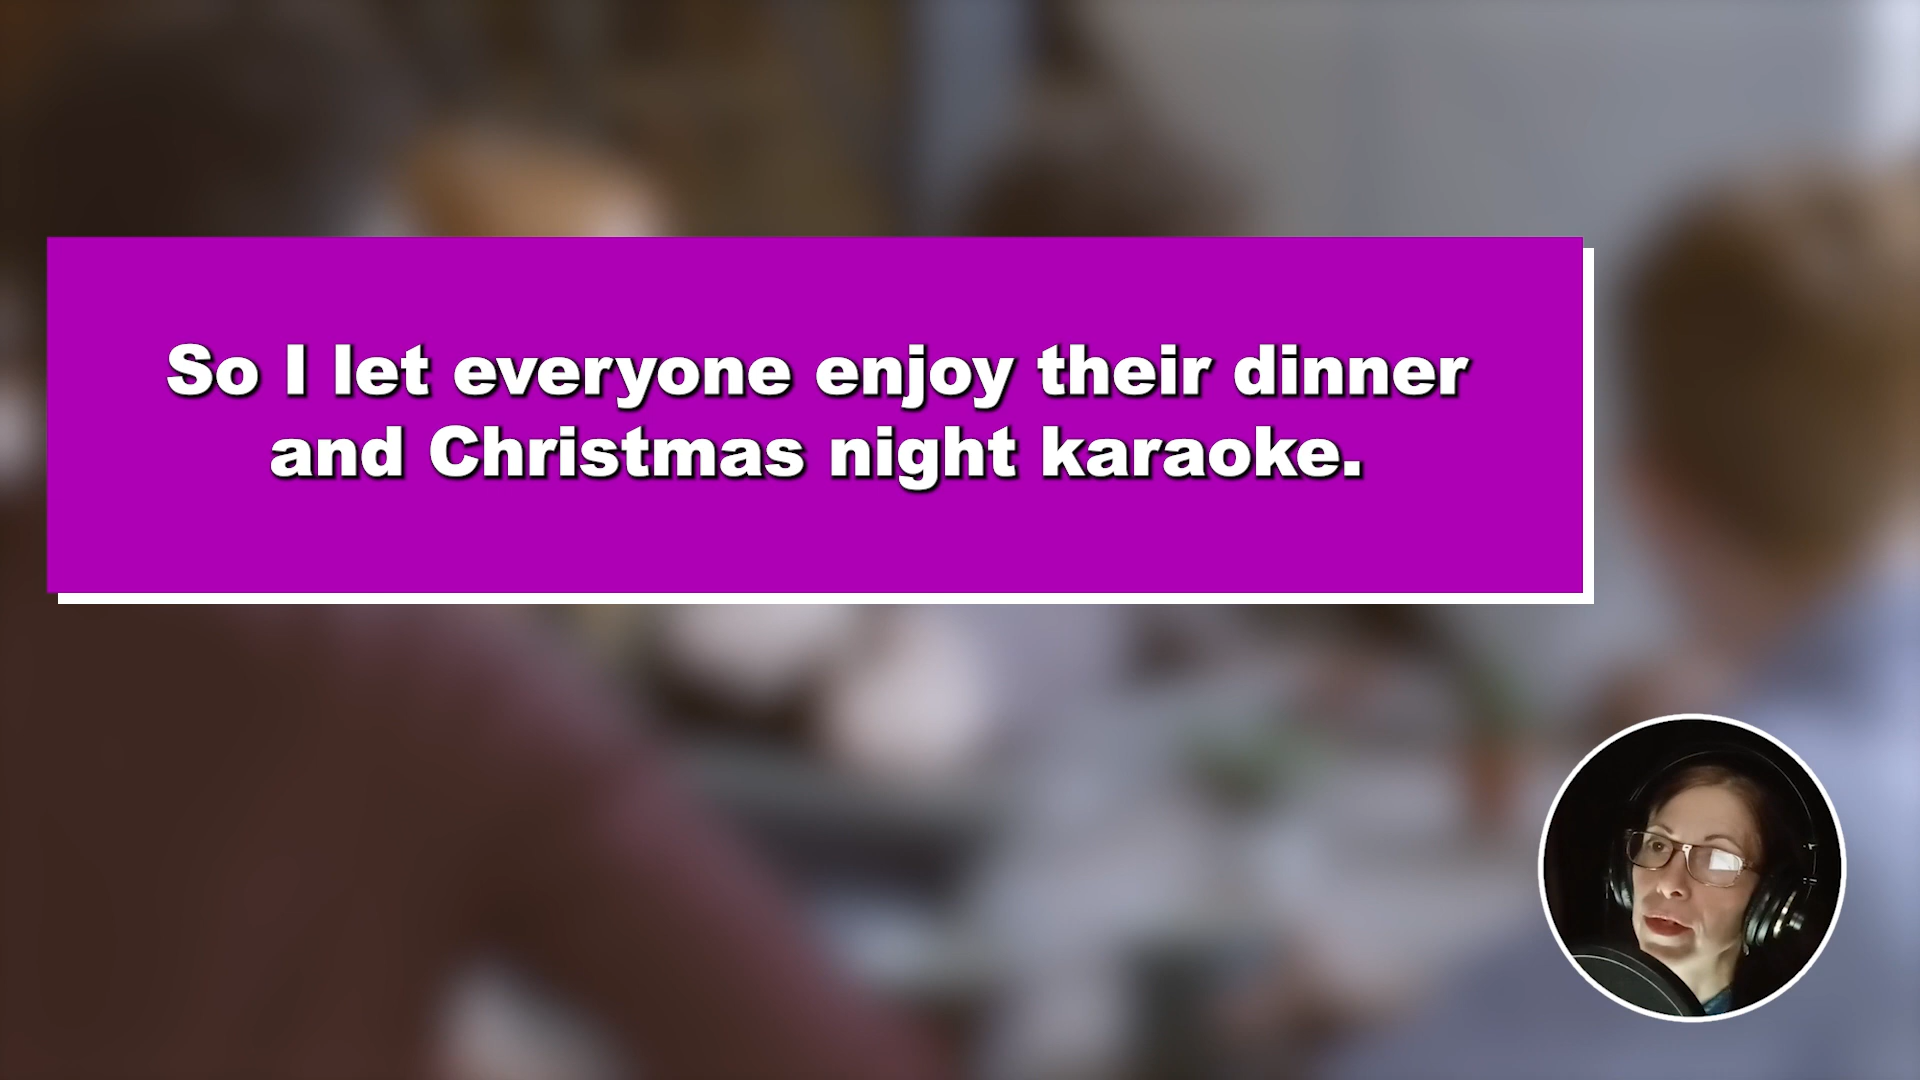 So I let everyone enjoy their dinner
and Christmas night karaoke.